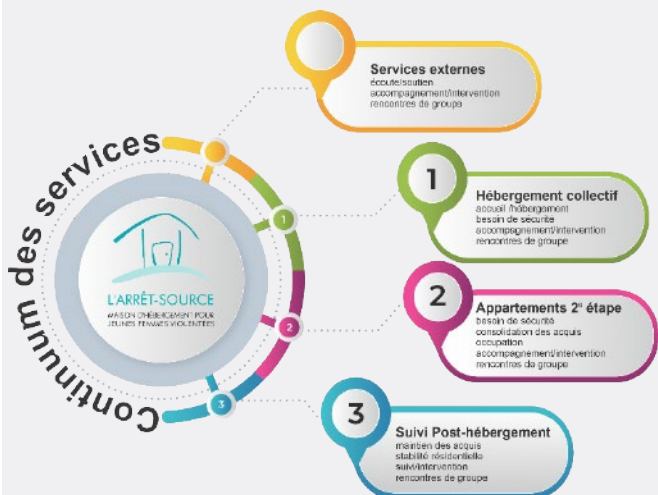 Continuum des services
L'ARRÊT-SOURCE
MAISON D'HÉBERGEMENT POUR
JEUNES FEMMES VIOLENTÉES
1
2
3
Services externes
écoute/soutien
accompagnement/intervention
rencontres de groupe
1
Hébergement collectif
accueil /hébergement
besoin de sécurité
accompagnement/intervention
rencontres de groupe
2
Appartements 2e étape
besoin de sécurité
consolidation des acquis
occupation
accompagnement/intervention
rencontres de groupe
3
Suivi Post-hébergement
maintien des acquis
stabilité résidentielle
suivi/intervention
rencontres de groupe